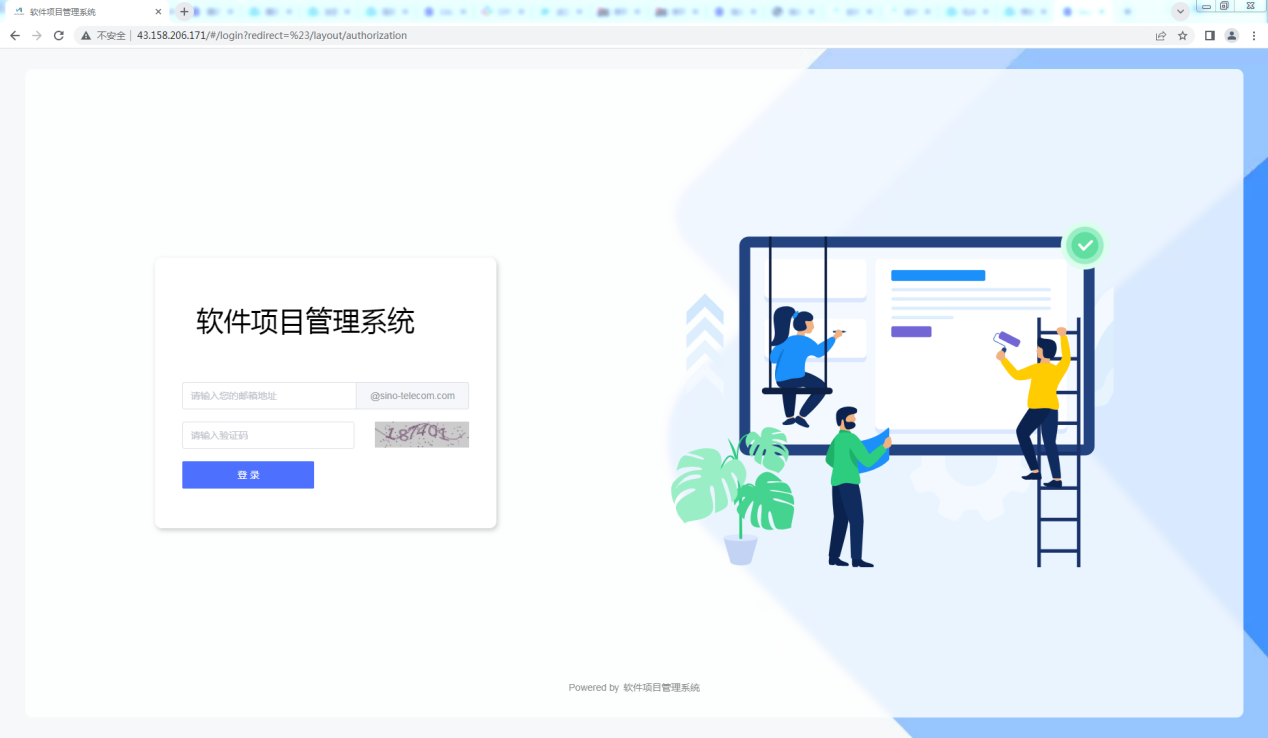 软件项目管理系统
不安全 43.158.206.171/#/login?redirect=%23/layout/authorization
软件项目管理系统
请输入您的邮箱地址 @sino-telecom.com
请输入验证码 187401
登 录
Powered by 软件项目管理系统